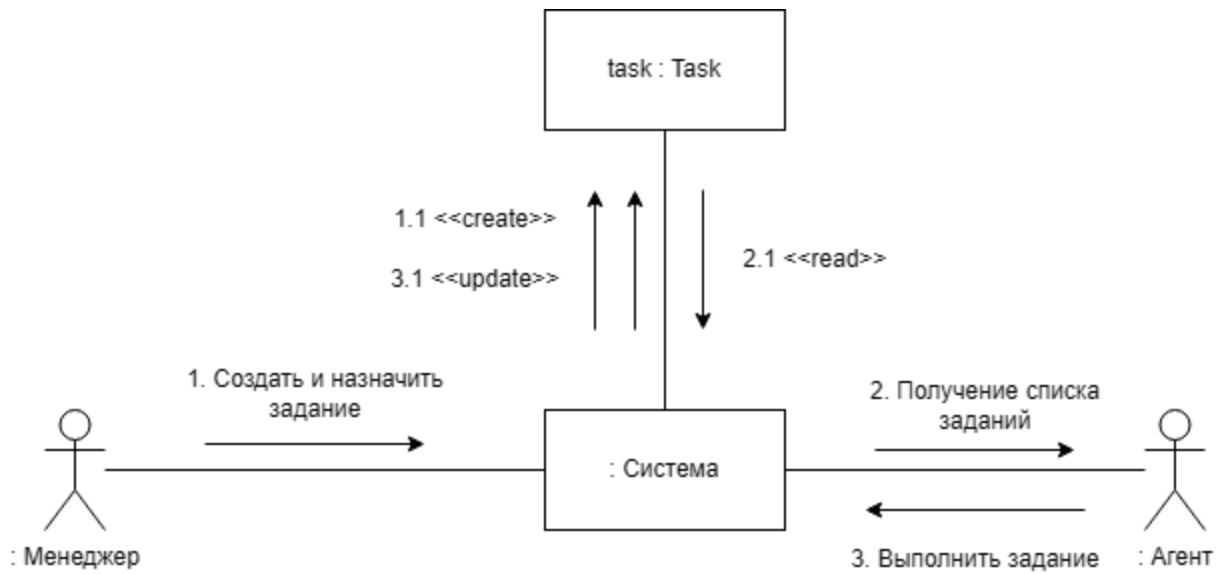 task : Task
1.1 <<create>>
2.1 <<read>>
3.1 <<update>>
1. Создать и назначить
задание
2. Получение списка
заданий
: Система
: Менеджер
3. Выполнить задание
: Агент